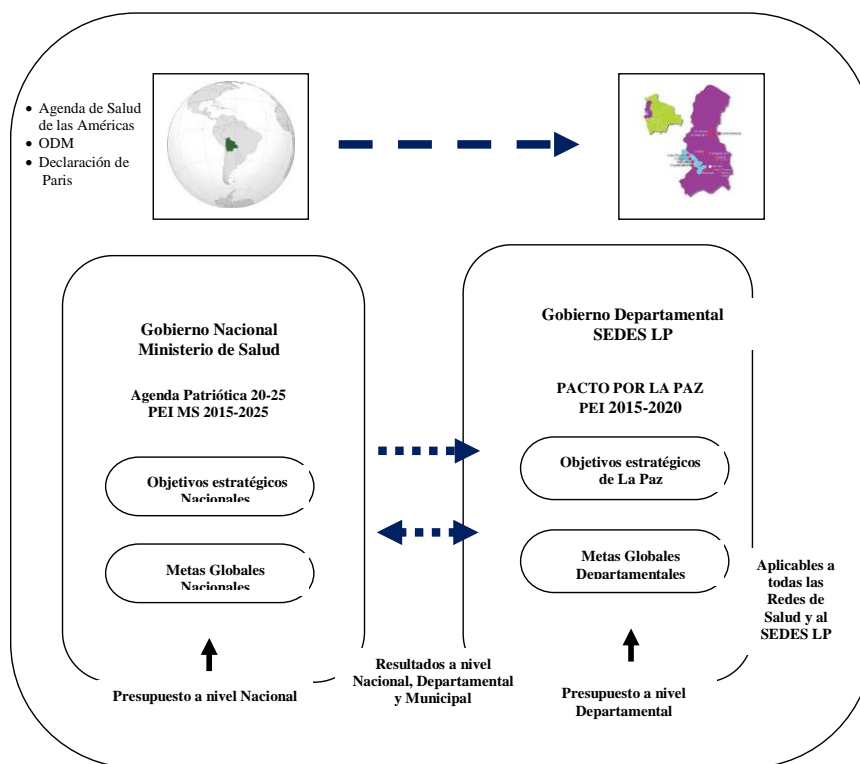 • Agenda de Salud
de las Américas
• ODM
• Declaración de
Paris
Gobierno Nacional
Ministerio de Salud
Agenda Patriótica 20-25
PEI MS 2015-2025
Objetivos estratégicos
Nacionales
Metas Globales
Nacionales
Presupuesto a nivel Nacional
Resultados a nivel
Nacional, Departamental
y Municipal
Gobierno Departamental
SEDES LP
PACTO POR LA PAZ
PEI 2015-2020
Objetivos estratégicos
de La Paz
Metas Globales
Departamentales
Presupuesto a nivel
Departamental
Aplicables a
todas las
Redes de
Salud y al
SEDES LP